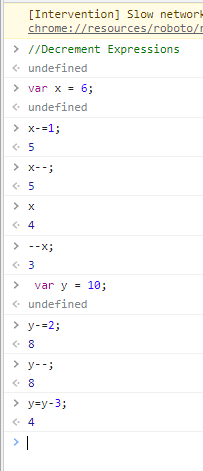 [Intervention] Slow network
chrome://resources/roboto/r
> //Decrement Expressions
undefined
> var x = 6;
undefined
> x-=1;
5
> x--;
5
> x
4
> --x;
3
> var y = 10;
undefined
> y-=2;
8
> y--;
8
> y=y-3;
4
>